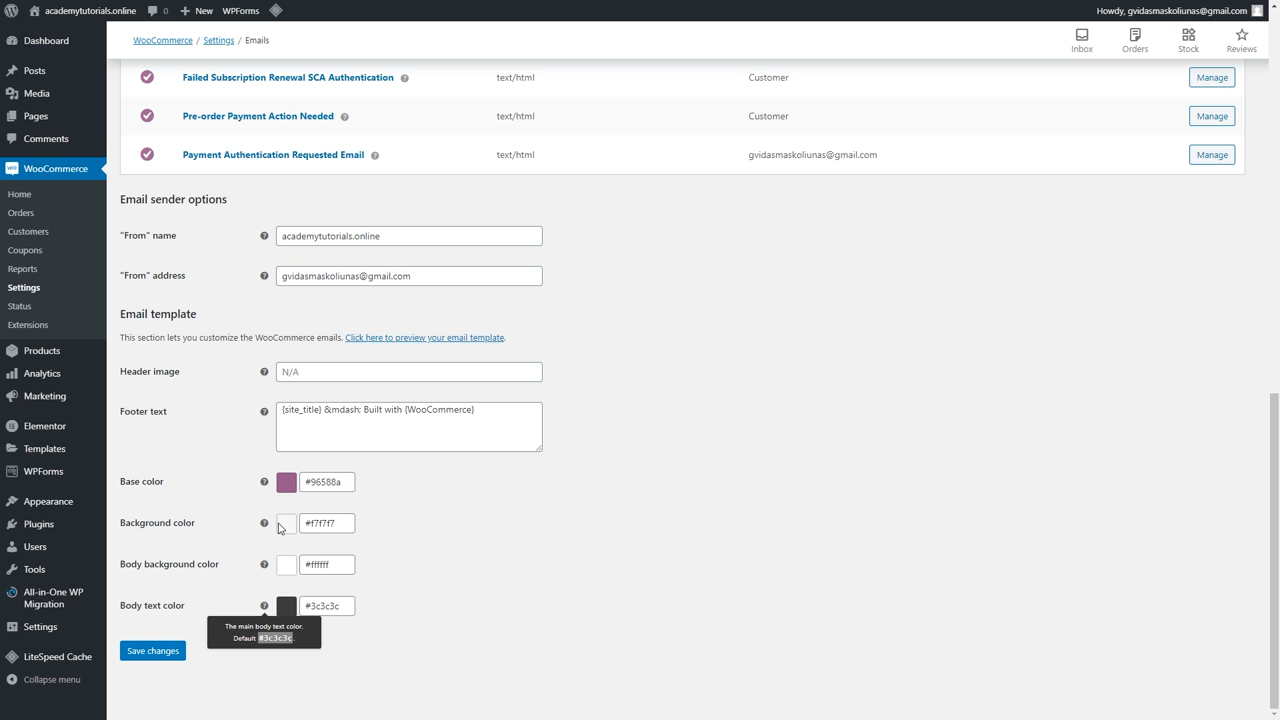 academytutorials.online 0 New WPForms Howdy, gvidasmaskoliunas@gmail.com
Dashboard
Posts
Media
Pages
Comments
WooCommerce
Home
Orders
Customers
Coupons
Reports
Settings
Status
Extensions
Products
Analytics
Marketing
Elementor
Templates
WPForms
Appearance
Plugins
Users
Tools
All-in-One WP
Migration
Settings
LiteSpeed Cache
Collapse menu
WooCommerce / Settings / Emails
Inbox Orders Stock Reviews
Failed Subscription Renewal SCA Authentication text/html Customer Manage
Pre-order Payment Action Needed text/html Customer Manage
Payment Authentication Requested Email text/html gvidasmaskoliunas@gmail.com Manage
Email sender options
"From" name academytutorials.online
"From" address gvidasmaskoliunas@gmail.com
Email template
This section lets you customize the WooCommerce emails. Click here to preview your email template.
Header image N/A
Footer text {site_title} &mdash; Built with {WooCommerce}
Base color #96588a
Background color #f7f7f7
Body background color #ffffff
Body text color #3c3c3c
The main body text color.
Default #3c3c3c.
Save changes